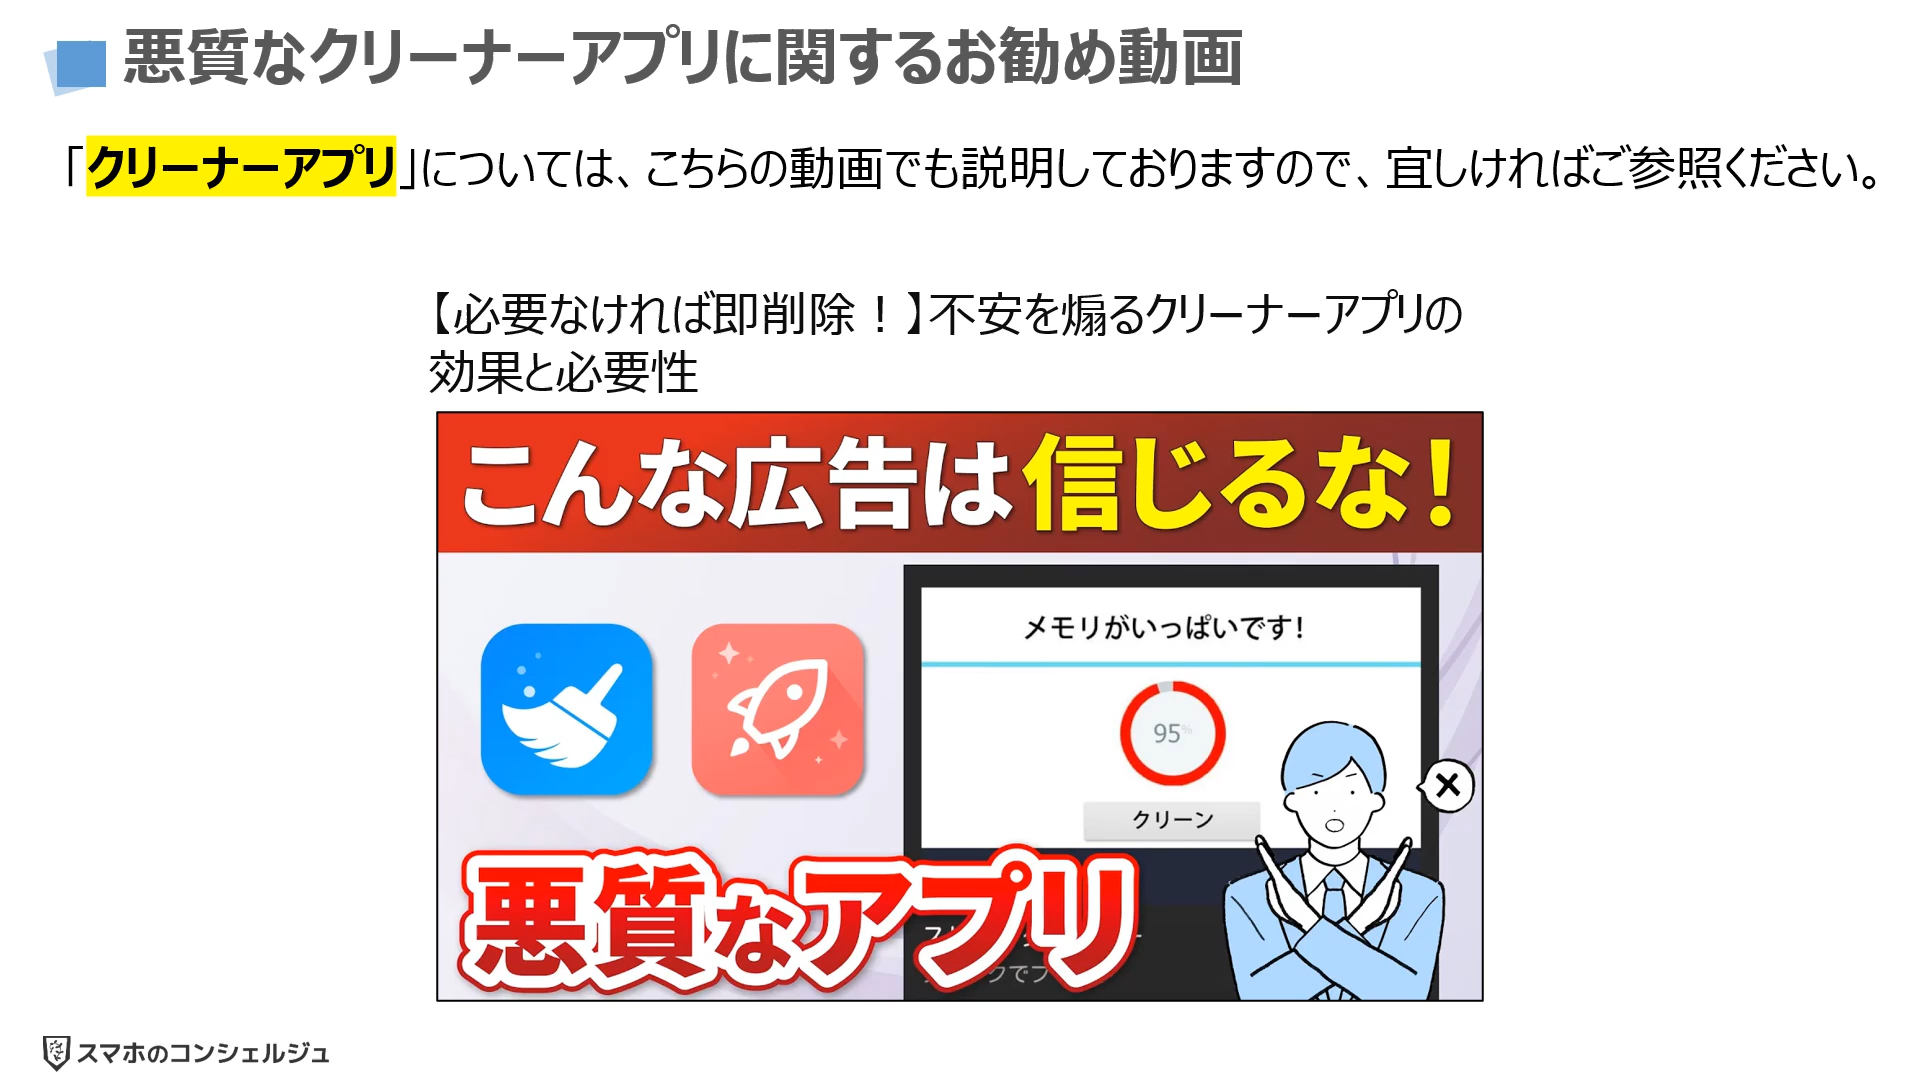 悪質なクリーナーアプリに関するお勧め動画
「クリーナーアプリ」については、こちらの動画でも説明しておりますので、宜しければご参照ください。
【必要なければ即削除！】不安を煽るクリーナーアプリの
効果と必要性
こんな広告は信じるな！
メモリがいっぱいです！
95%
クリーン
悪質なアプリ
スマホのコンシェルジュ